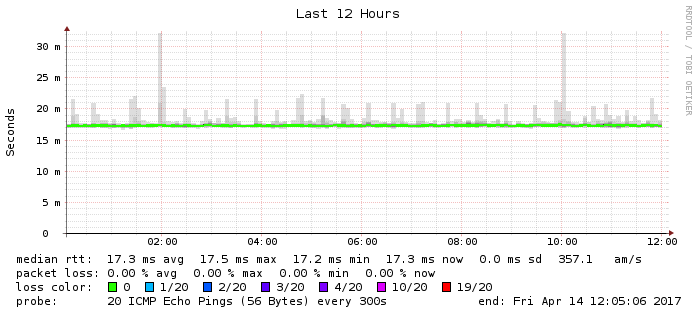 Last 12 Hours
RRDTOOL / TOBI OETIKER
Seconds
30 m
25 m
20 m
15 m
10 m
5 m
0
02:00 04:00 06:00 08:00 10:00 12:00
median rtt: 17.3 ms avg 17.5 ms max 17.2 ms min 17.3 ms now 0.0 ms sd 357.1 am/s
packet loss: 0.00 % avg 0.00 % max 0.00 % min 0.00 % now
loss color: 0 1/20 2/20 3/20 4/20 10/20 19/20
probe: 20 ICMP Echo Pings (56 Bytes) every 300s end: Fri Apr 14 12:05:06 2017